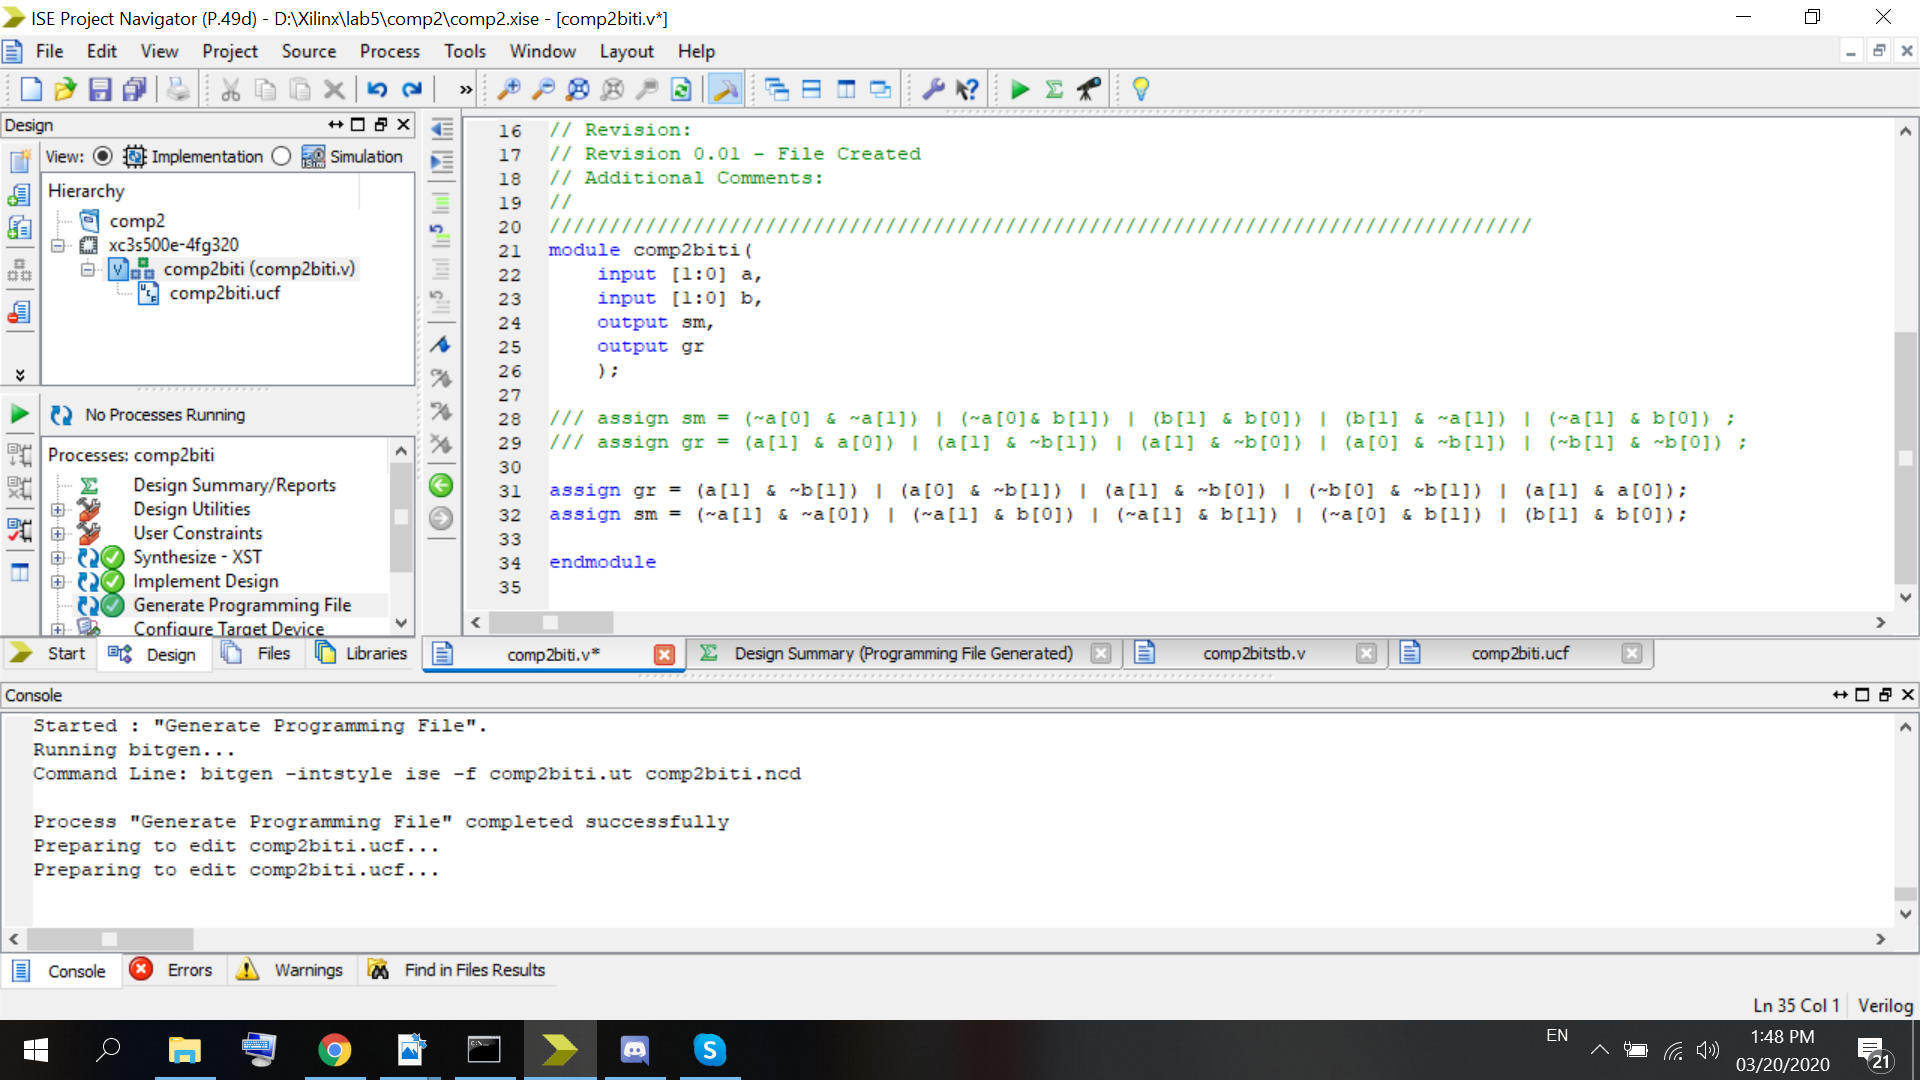 ISE Project Navigator (P.49d) - D:\Xilinx\lab5\comp2\comp2.xise - [comp2biti.v*]
File Edit View Project Source Process Tools Window Layout Help
Design
View: Implementation Simulation
Hierarchy
comp2
xc3s500e-4fg320
comp2biti (comp2biti.v)
comp2biti.ucf
No Processes Running
Processes: comp2biti
Design Summary/Reports
Design Utilities
User Constraints
Synthesize - XST
Implement Design
Generate Programming File
Configure Target Device
Start Design Files Libraries
16 // Revision:
17 // Revision 0.01 - File Created
18 // Additional Comments:
19 //
20 //////////////////////////////////////////////////////////////////////////////////
21 module comp2biti(
22     input [1:0] a,
23     input [1:0] b,
24     output sm,
25     output gr
26     );
27
28 /// assign sm = (~a[0] & ~a[1]) | (~a[0]& b[1]) | (b[1] & b[0]) | (b[1] & ~a[1]) | (~a[1] & b[0]) ;
29 /// assign gr = (a[1] & a[0]) | (a[1] & ~b[1]) | (a[1] & ~b[0]) | (a[0] & ~b[1]) | (~b[1] & ~b[0]) ;
30
31 assign gr = (a[1] & ~b[1]) | (a[0] & ~b[1]) | (a[1] & ~b[0]) | (~b[0] & ~b[1]) | (a[1] & a[0]);
32 assign sm = (~a[1] & ~a[0]) | (~a[1] & b[0]) | (~a[1] & b[1]) | (~a[0] & b[1]) | (b[1] & b[0]);
33
34 endmodule
35
comp2biti.v* Design Summary (Programming File Generated) comp2bitstb.v comp2biti.ucf
Console
Started : "Generate Programming File".
Running bitgen...
Command Line: bitgen -intstyle ise -f comp2biti.ut comp2biti.ncd
Process "Generate Programming File" completed successfully
Preparing to edit comp2biti.ucf...
Preparing to edit comp2biti.ucf...
Console Errors Warnings Find in Files Results
Ln 35 Col 1 Verilog
EN
1:48 PM
03/20/2020
21